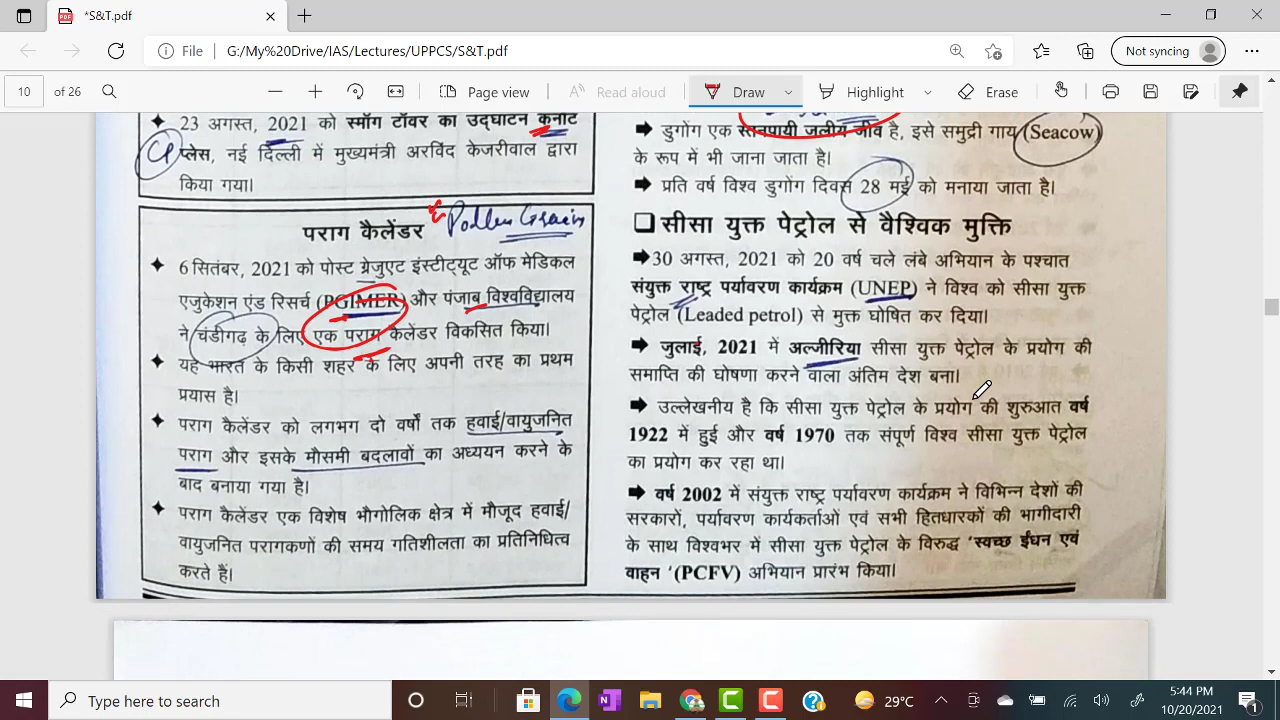 *S&T.pdf
File
G:/My%20Drive/IAS/Lectures/UPPCS/S&T.pdf
Not syncing
10 of 26
Page view
Read aloud
Draw
Highlight
Erase
23 अगस्त, 2021 को स्मॉग टॉवर का उद्घाटन कनाट
प्लेस, नई दिल्ली में मुख्यमंत्री अरविंद केजरीवाल द्वारा
किया गया।
पराग कैलेंडर
Pollen Grain
6 सितंबर, 2021 को पोस्ट ग्रेजुएट इंस्टीट्यूट ऑफ मेडिकल
एजुकेशन एंड रिसर्च (PGIMER) और पंजाब विश्वविद्यालय
ने चंडीगढ़ के लिए एक पराग कैलेंडर विकसित किया।
यह भारत के किसी शहर के लिए अपनी तरह का प्रथम
प्रयास है।
पराग कैलेंडर को लगभग दो वर्षों तक हवाई/वायुजनित
पराग और इसके मौसमी बदलावों का अध्ययन करने के
बाद बनाया गया है।
पराग कैलेंडर एक विशेष भौगोलिक क्षेत्र में मौजूद हवाई/
वायुजनित परागकणों की समय गतिशीलता का प्रतिनिधित्व
करते हैं।
➡ डुगोंग एक स्तनपायी जलीय जीव है, इसे समुद्री गाय (Seacow)
के रूप में भी जाना जाता है।
➡ प्रति वर्ष विश्व डुगोंग दिवस 28 मई को मनाया जाता है।
❑ सीसा युक्त पेट्रोल से वैश्विक मुक्ति
➡30 अगस्त, 2021 को 20 वर्ष चले लंबे अभियान के पश्चात
संयुक्त राष्ट्र पर्यावरण कार्यक्रम (UNEP) ने विश्व को सीसा युक्त
पेट्रोल (Leaded petrol) से मुक्त घोषित कर दिया।
➡ जुलाई, 2021 में अल्जीरिया सीसा युक्त पेट्रोल के प्रयोग की
समाप्ति की घोषणा करने वाला अंतिम देश बना।
➡ उल्लेखनीय है कि सीसा युक्त पेट्रोल के प्रयोग की शुरुआत वर्ष
1922 में हुई और वर्ष 1970 तक संपूर्ण विश्व सीसा युक्त पेट्रोल
का प्रयोग कर रहा था।
➡ वर्ष 2002 में संयुक्त राष्ट्र पर्यावरण कार्यक्रम ने विभिन्न देशों की
सरकारों, पर्यावरण कार्यकर्ताओं एवं सभी हितधारकों की भागीदारी
के साथ विश्वभर में सीसा युक्त पेट्रोल के विरुद्ध 'स्वच्छ ईंधन एवं
वाहन '(PCFV) अभियान प्रारंभ किया।
Type here to search
29°C
5:44 PM
10/20/2021